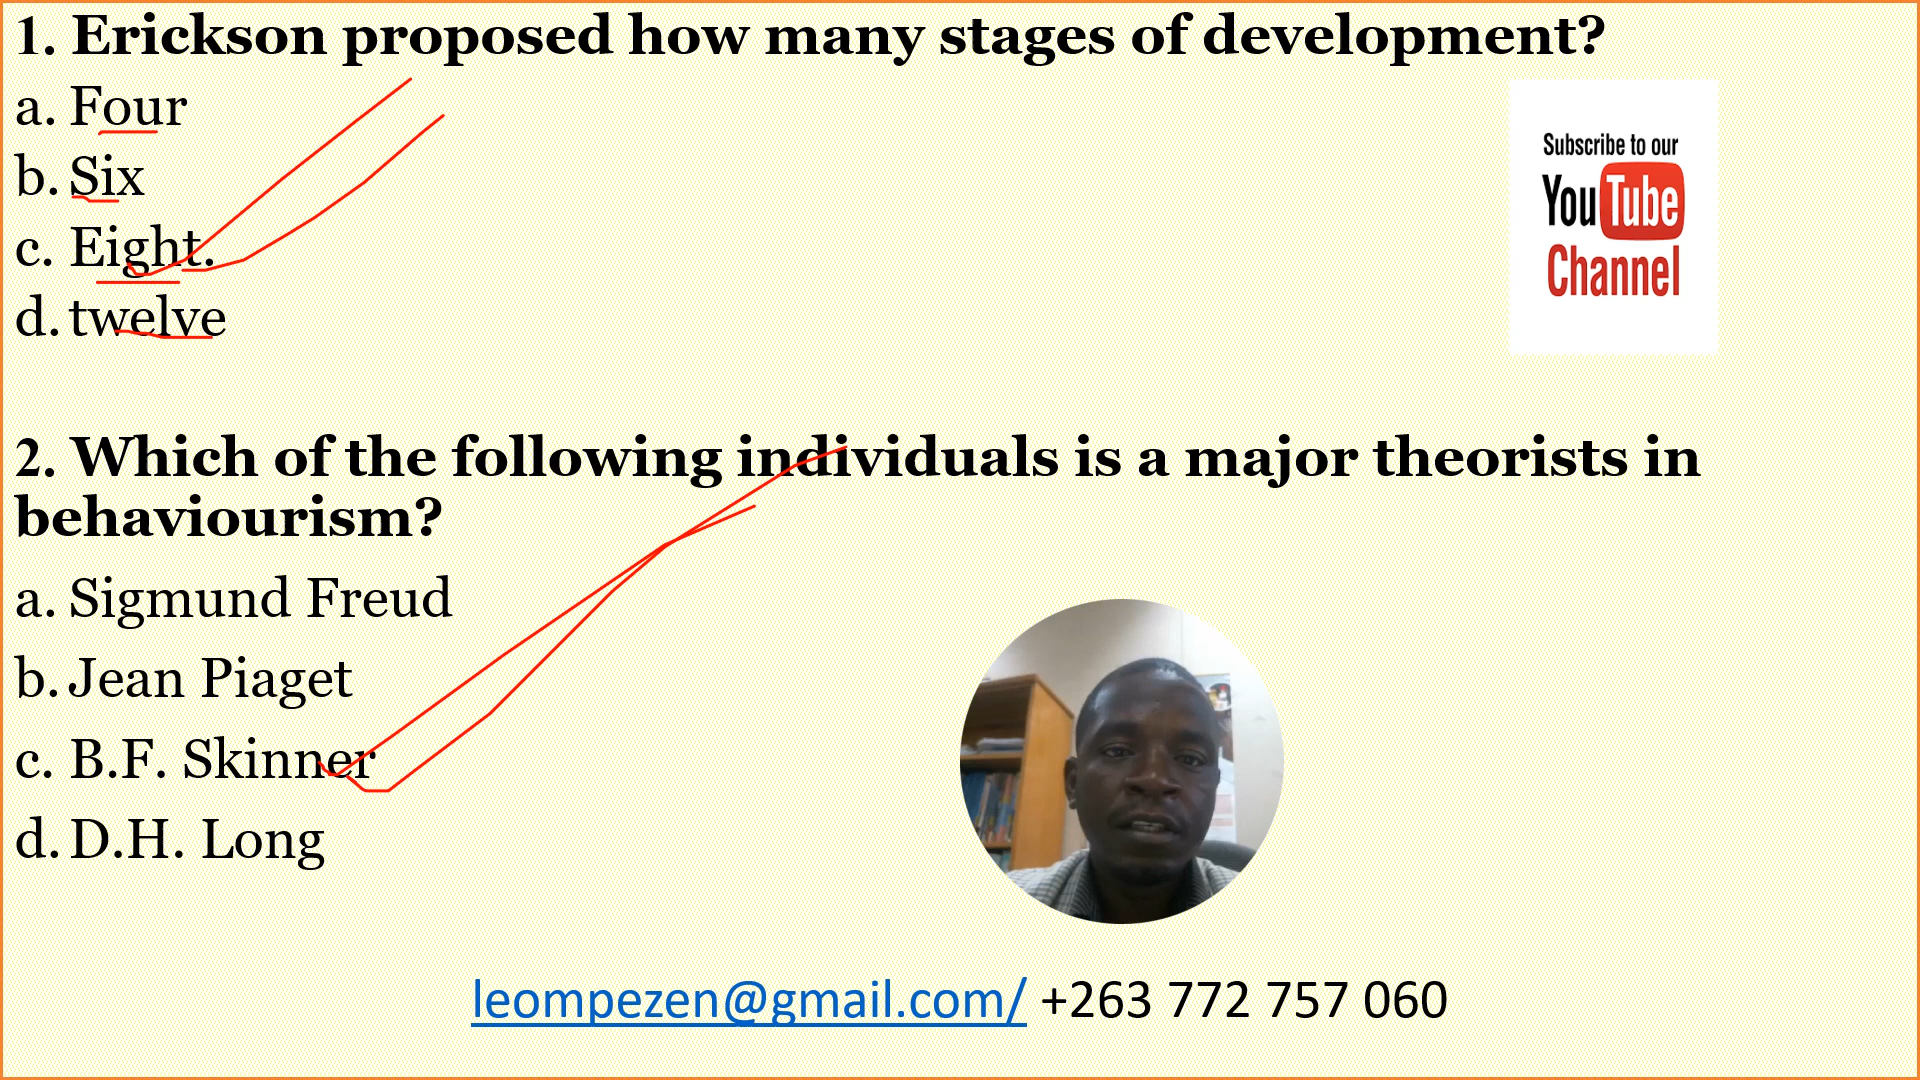 1. Erickson proposed how many stages of development?
a. Four
b. Six
c. Eight.
d. twelve
Subscribe to our
YouTube
Channel
2. Which of the following individuals is a major theorists in
behaviourism?
a. Sigmund Freud
b. Jean Piaget
c. B.F. Skinner
d. D.H. Long
leompezen@gmail.com/ +263 772 757 060